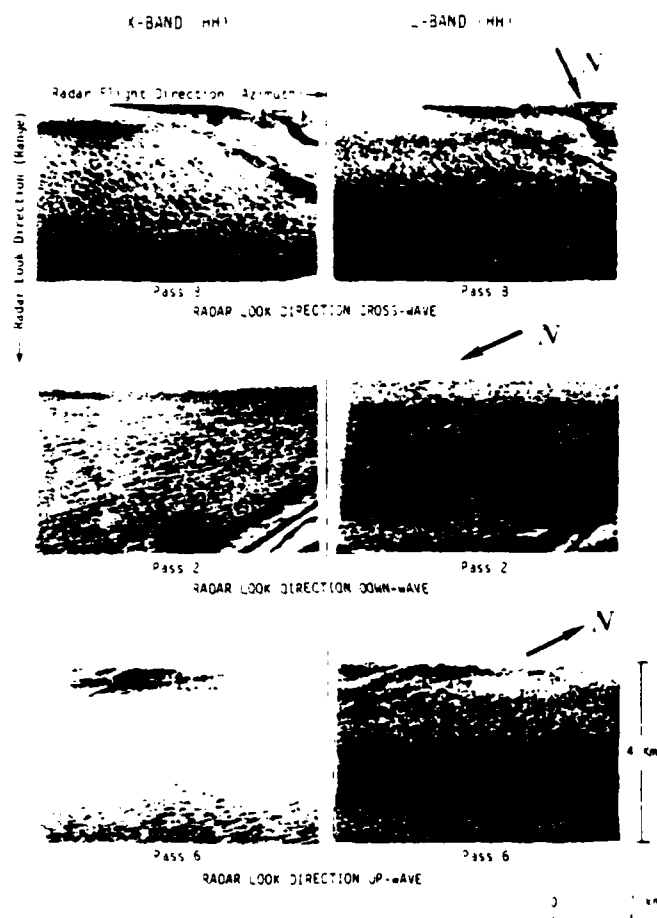 X-BAND (HH) L-BAND (HH)
N
Radar Flight Direction (Azimuth)
Radar Look Direction (Range)
Pass 8 Pass 8
RADAR LOOK DIRECTION CROSS-WAVE
N
Pass 2 Pass 2
RADAR LOOK DIRECTION DOWN-WAVE
N
4 Km
Pass 6 Pass 6
RADAR LOOK DIRECTION UP-WAVE
0 km